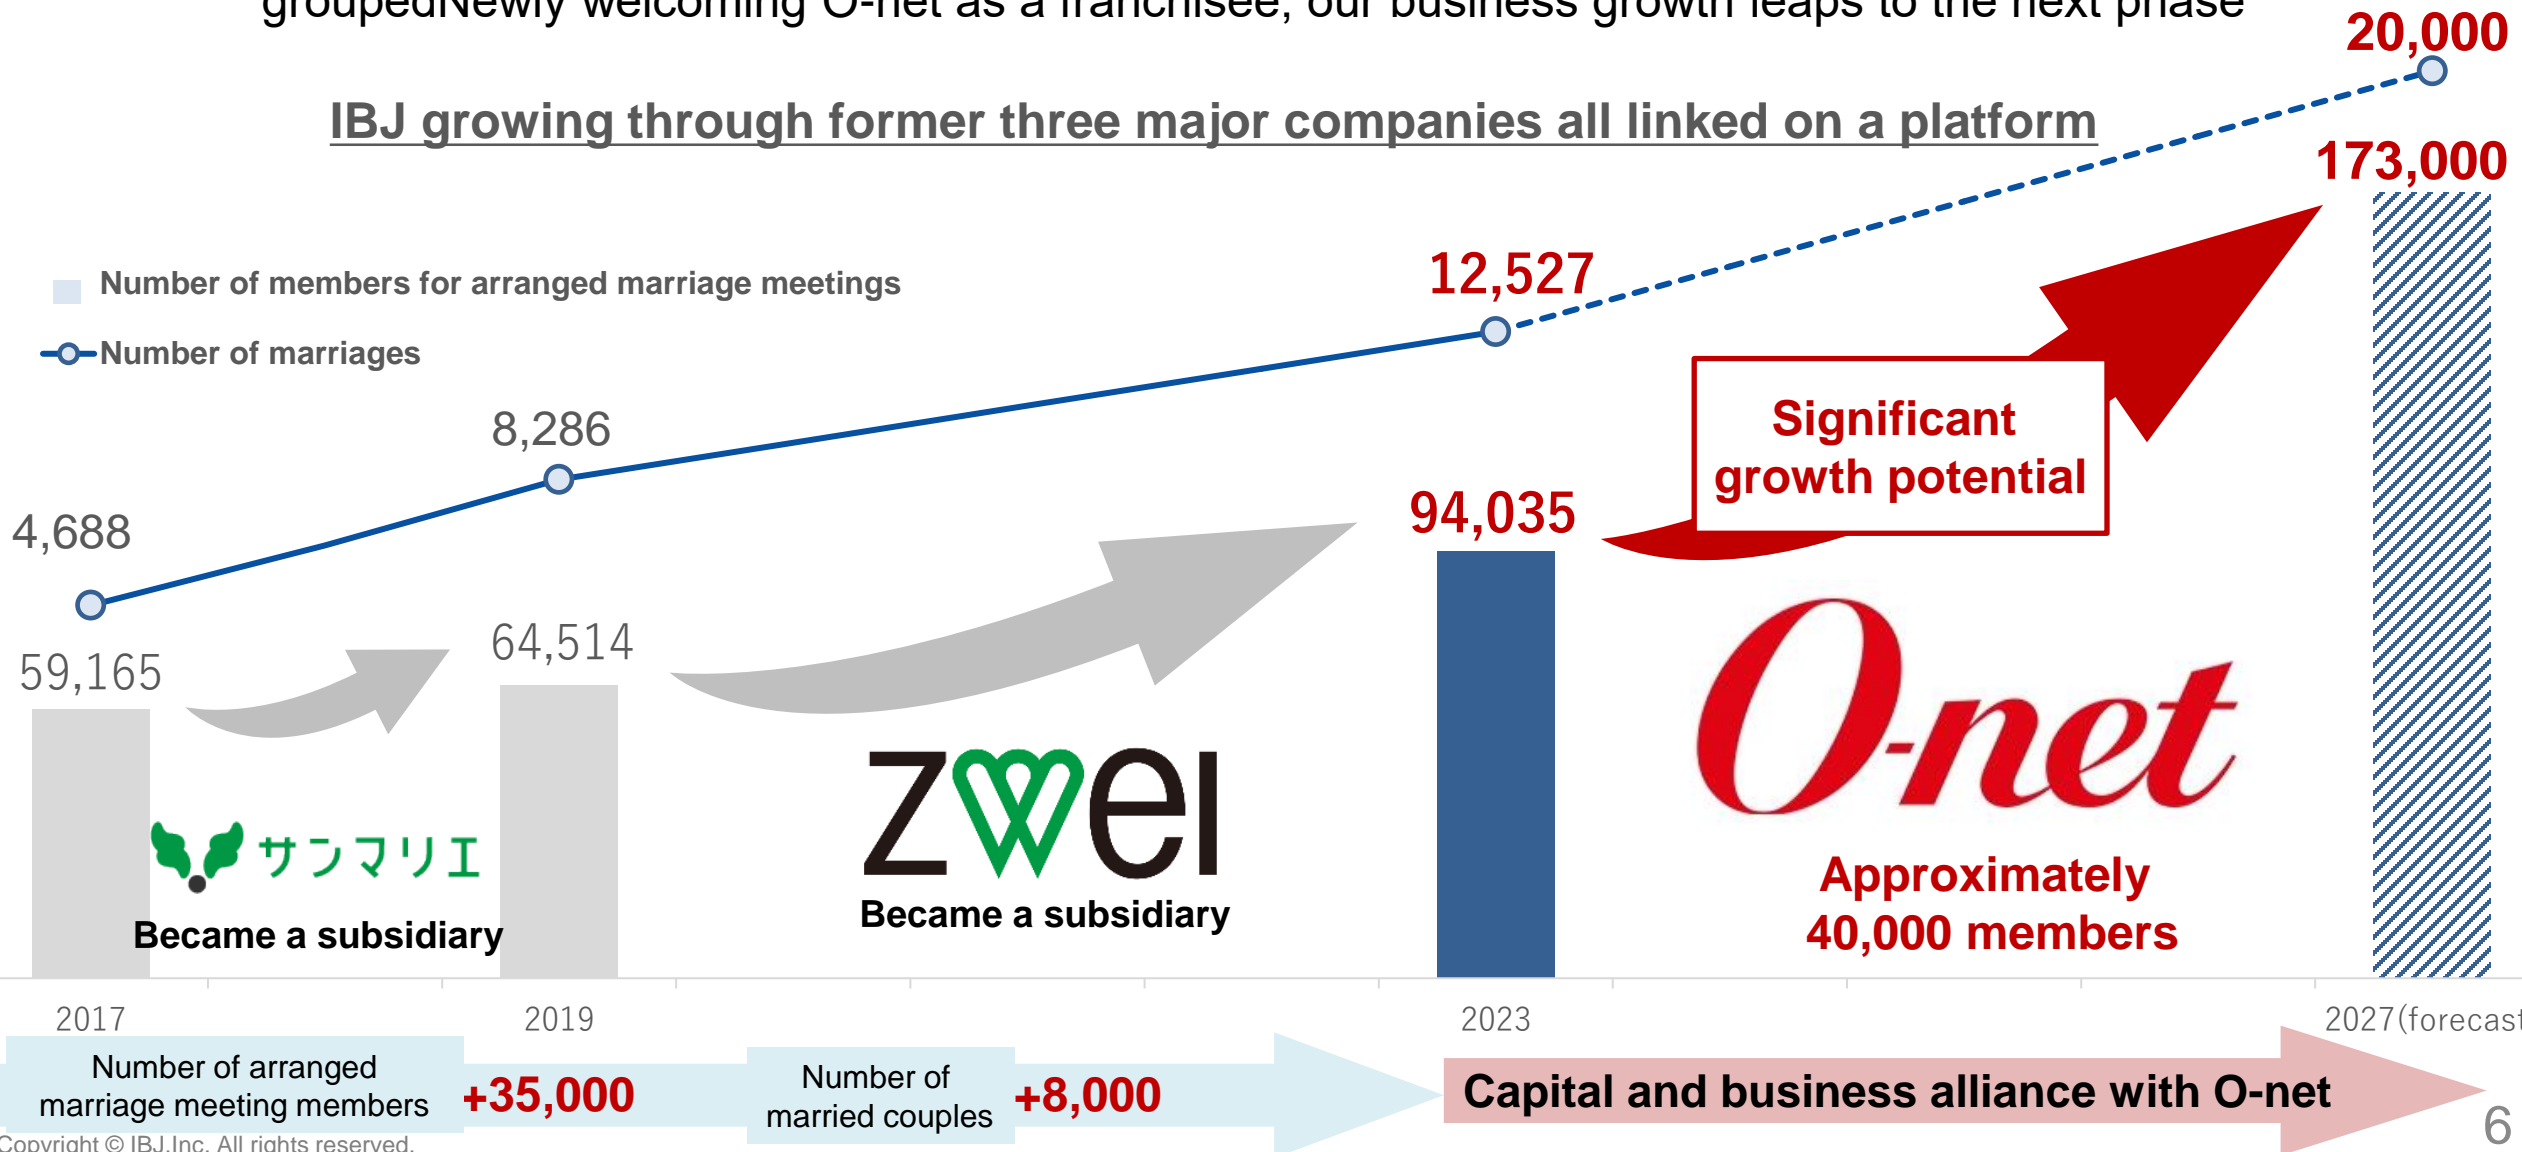 groupedNewly welcoming O-net as a franchisee, our business growth leaps to the next phase
20,000
IBJ growing through former three major companies all linked on a platform
173,000
Number of members for arranged marriage meetings
12,527
Number of marriages
Significant
growth potential
8,286
94,035
4,688
64,514
59,165
O-net
zwei
サンマリエ
Approximately
40,000 members
Became a subsidiary
Became a subsidiary
2017
2019
2023
2027(forecast
Number of arranged
marriage meeting members
+35,000
Number of
married couples
+8,000
Capital and business alliance with O-net
Copyright © IBJ.Inc. All rights reserved.
6